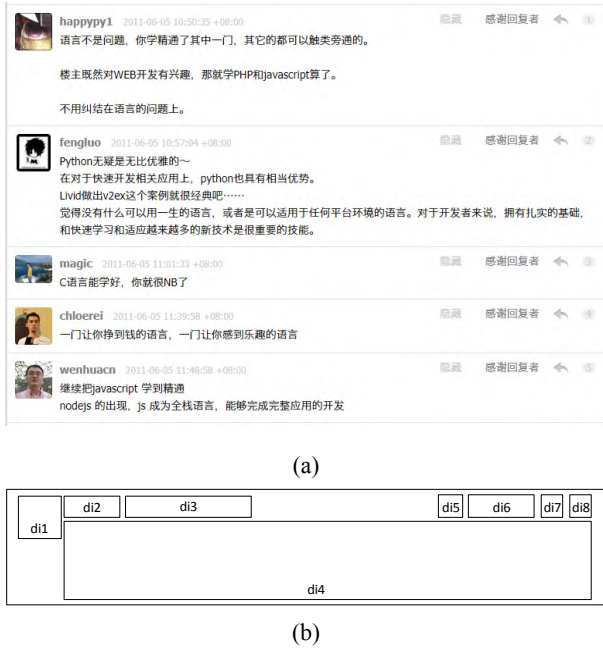 happypy1 2011-06-05 10:50:35 +08:00 隐藏 感谢回复者 1
语言不是问题，你学精通了其中一门，其它的都可以触类旁通的。
楼主既然对WEB开发有兴趣，那就学PHP和javascript算了。
不用纠结在语言的问题上。
fengluo 2011-06-05 10:57:04 +08:00 隐藏 感谢回复者 2
Python无疑是无比优雅的～
在对于快速开发相关应用上，python也具有相当优势。
Livid做出v2ex这个案例就很经典吧……
觉得没有什么可以用一生的语言，或者是可以适用于任何平台环境的语言。对于开发者来说，拥有扎实的基础，
和快速学习和适应越来越多的新技术是很重要的技能。
magic 2011-06-05 11:01:33 +08:00 隐藏 感谢回复者 3
C语言能学好，你就很NB了
chloerei 2011-06-05 11:39:58 +08:00 隐藏 感谢回复者 4
一门让你挣到钱的语言，一门让你感到乐趣的语言
wenhuacn 2011-06-05 11:48:58 +08:00 隐藏 感谢回复者 5
继续把javascript 学到精通
nodejs 的出现，js 成为全栈语言，能够完成完整应用的开发
(a)
di1 di2 di3 di5 di6 di7 di8
di4
(b)